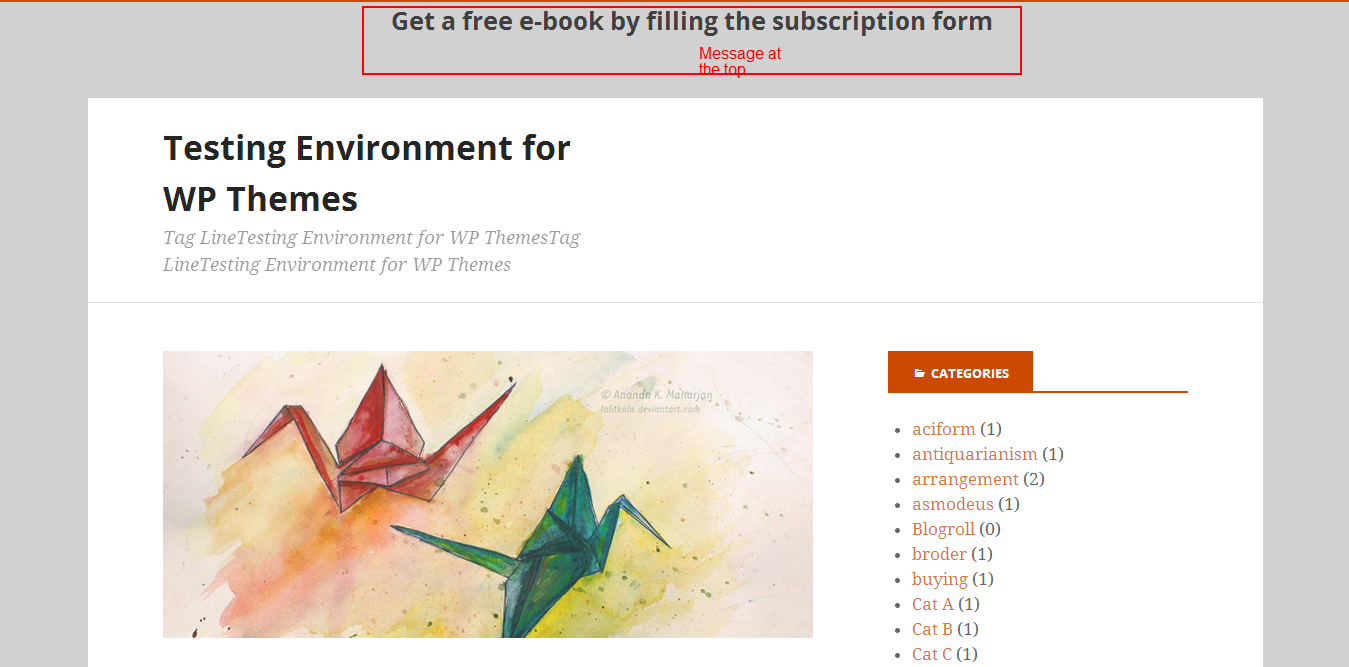 Get a free e-book by filling the subscription form
Message at
the top
Testing Environment for
WP Themes
Tag LineTesting Environment for WP ThemesTag
LineTesting Environment for WP Themes
© Ananda K. Maharjan
lalitkala.deviantart.com
CATEGORIES
aciform (1)
antiquarianism (1)
arrangement (2)
asmodeus (1)
Blogroll (0)
broder (1)
buying (1)
Cat A (1)
Cat B (1)
Cat C (1)